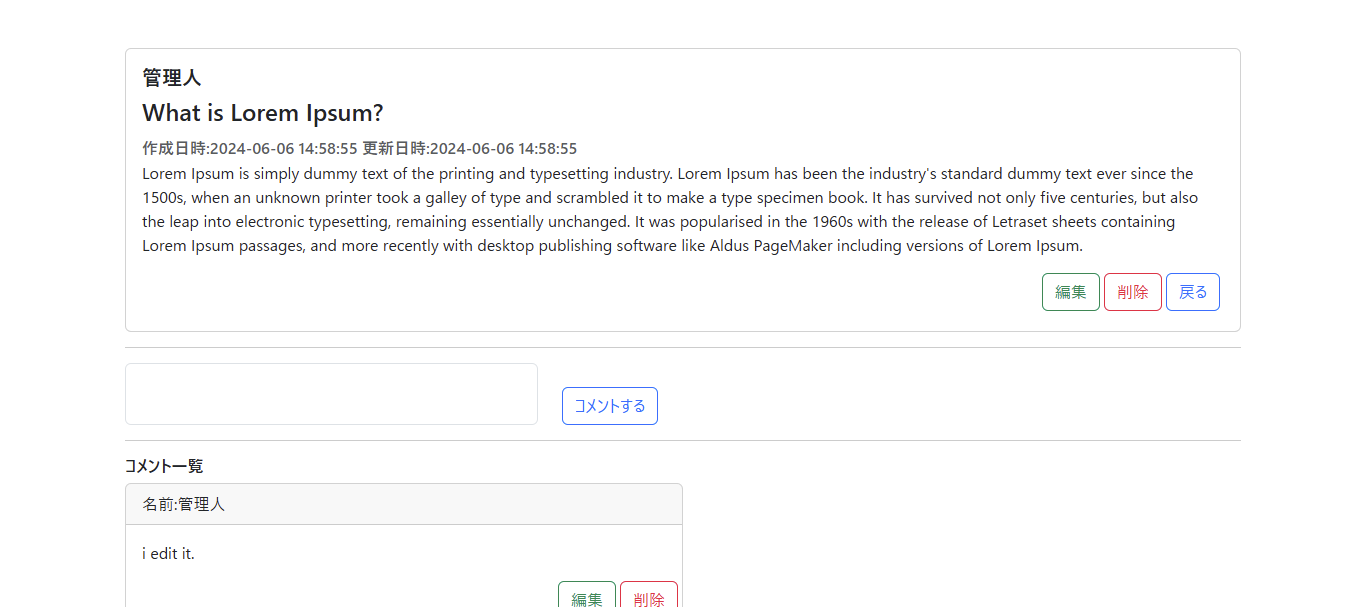 管理人
What is Lorem Ipsum?
作成日時:2024-06-06 14:58:55 更新日時:2024-06-06 14:58:55
Lorem Ipsum is simply dummy text of the printing and typesetting industry. Lorem Ipsum has been the industry's standard dummy text ever since the
1500s, when an unknown printer took a galley of type and scrambled it to make a type specimen book. It has survived not only five centuries, but also
the leap into electronic typesetting, remaining essentially unchanged. It was popularised in the 1960s with the release of Letraset sheets containing
Lorem Ipsum passages, and more recently with desktop publishing software like Aldus PageMaker including versions of Lorem Ipsum.
編集 削除 戻る
コメントする
コメント一覧
名前:管理人
i edit it.
編集 削除